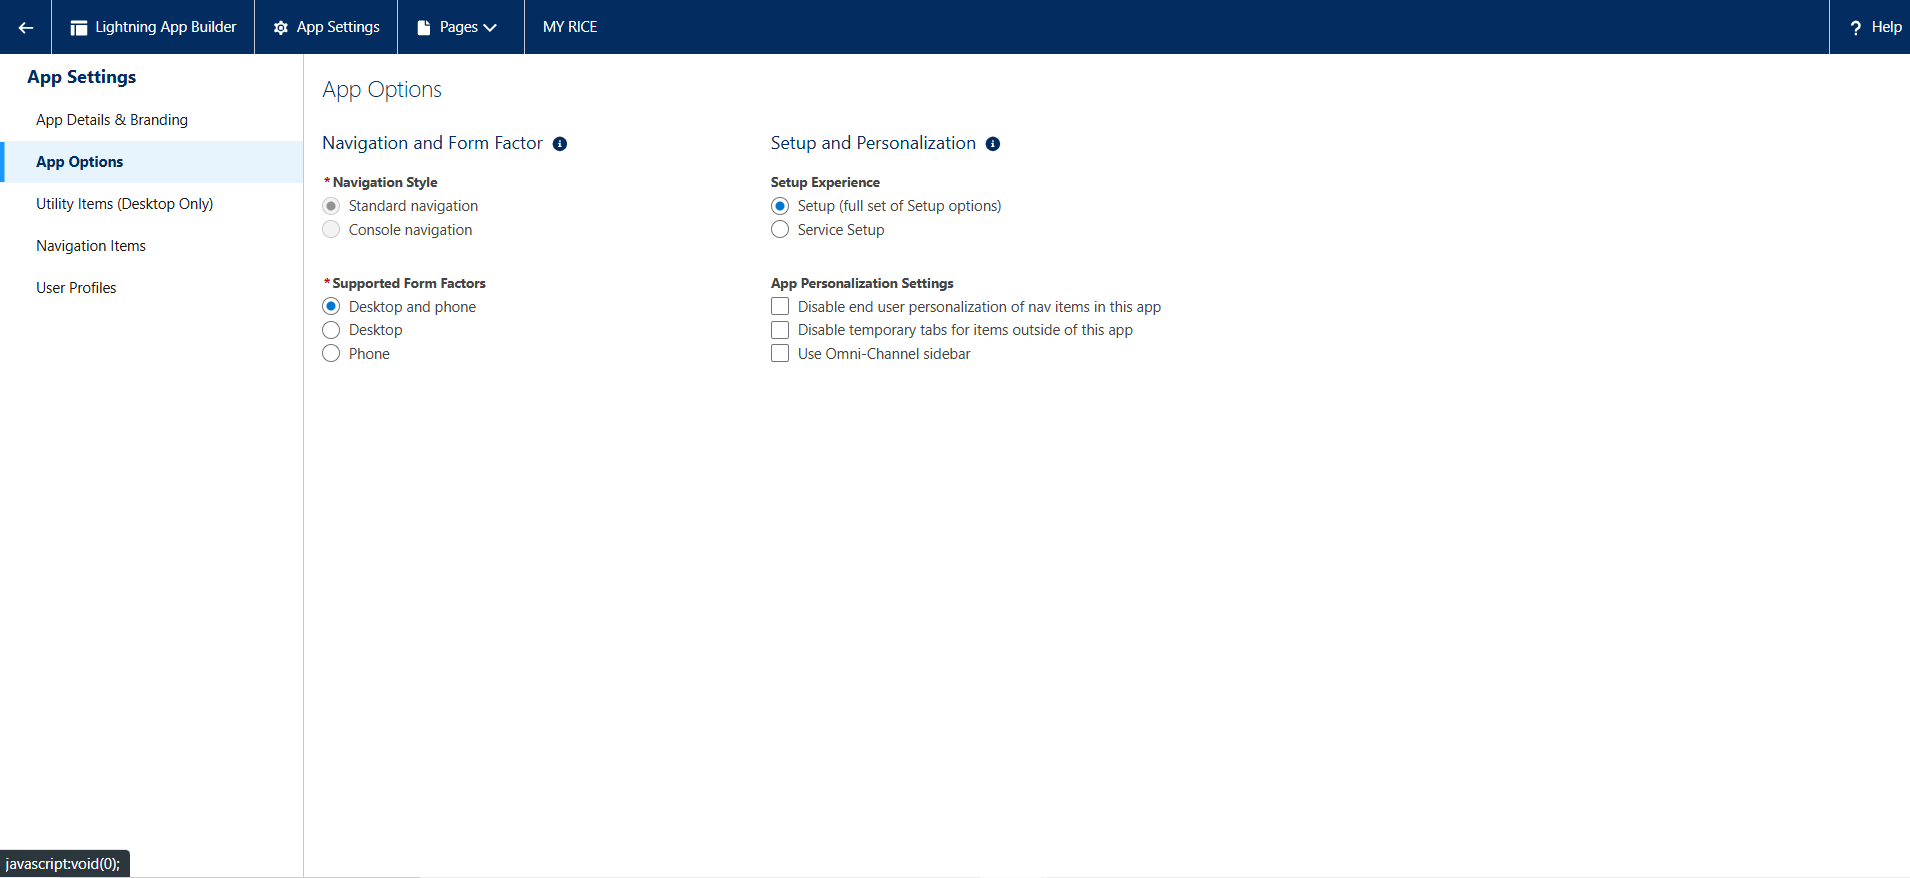 Lightning App Builder
App Settings
Pages
MY RICE
? Help
App Settings
App Details & Branding
App Options
Utility Items (Desktop Only)
Navigation Items
User Profiles
App Options
Navigation and Form Factor
*Navigation Style
Standard navigation
Console navigation
*Supported Form Factors
Desktop and phone
Desktop
Phone
Setup and Personalization
Setup Experience
Setup (full set of Setup options)
Service Setup
App Personalization Settings
Disable end user personalization of nav items in this app
Disable temporary tabs for items outside of this app
Use Omni-Channel sidebar
javascript:void(0);